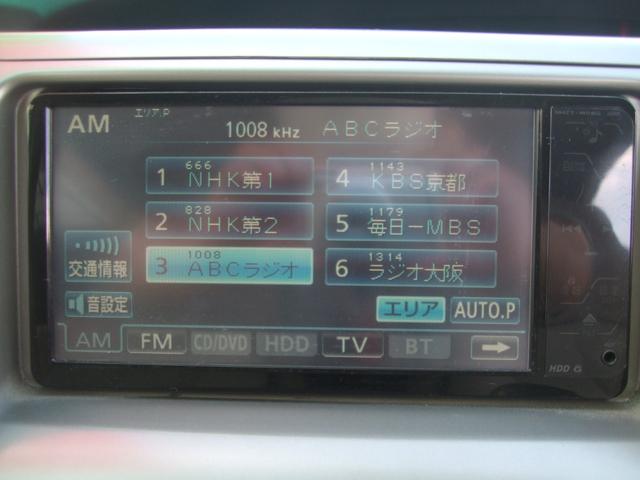 エリア.P
AM
1008 kHz ABCラジオ
1 666 NHK第1
4 1143 KBS京都
2 828 NHK第2
5 1179 毎日-MBS
3 1008 ABCラジオ
6 1314 ラジオ大阪
交通情報
音設定
エリア
AUTO.P
AM FM CD/DVD HDD TV BT
HDD